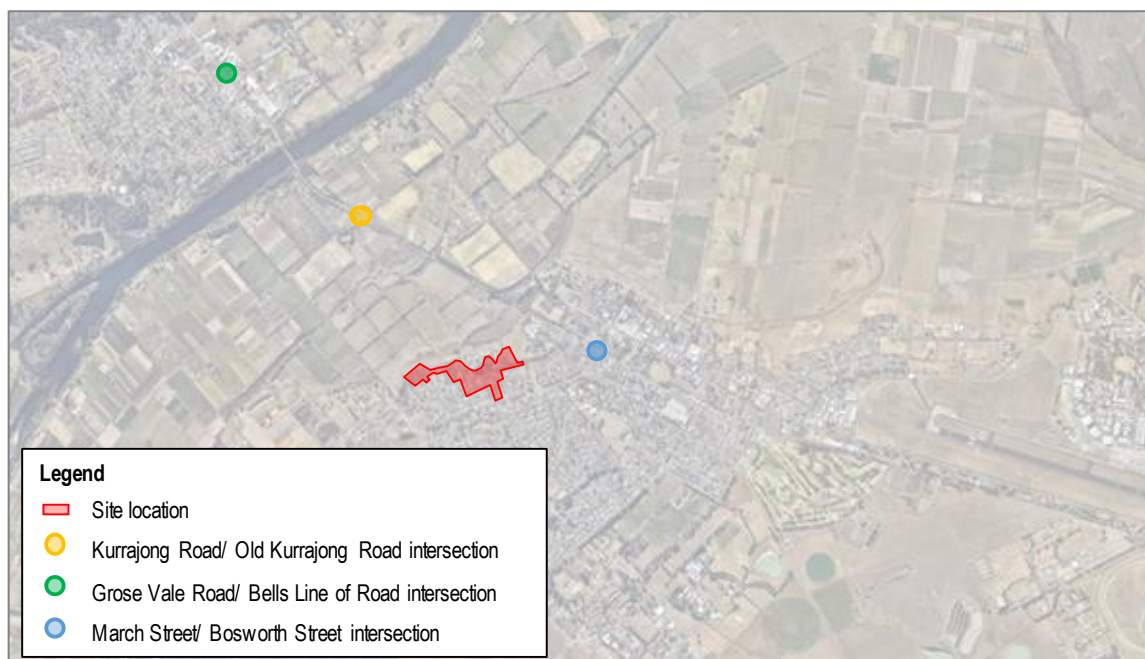 Legend
Site location
Kurrajong Road/ Old Kurrajong Road intersection
Grose Vale Road/ Bells Line of Road intersection
March Street/ Bosworth Street intersection